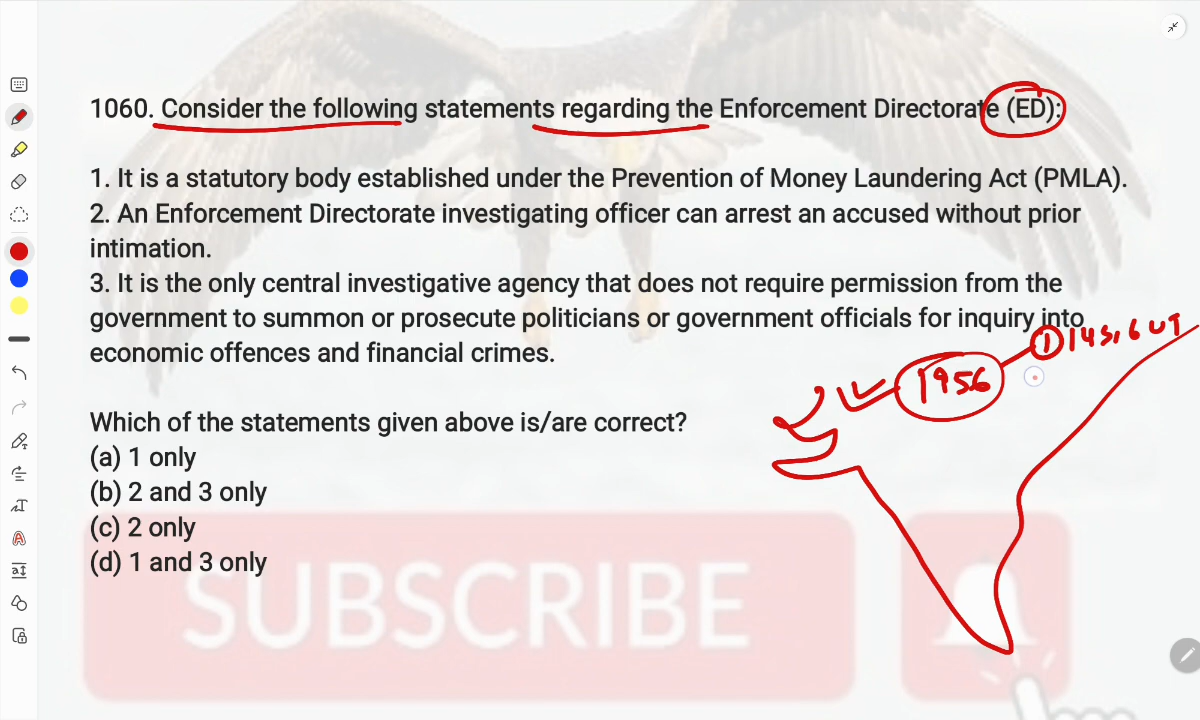 1060. Consider the following statements regarding the Enforcement Directorate (ED):
1. It is a statutory body established under the Prevention of Money Laundering Act (PMLA).
2. An Enforcement Directorate investigating officer can arrest an accused without prior
intimation.
3. It is the only central investigative agency that does not require permission from the
government to summon or prosecute politicians or government officials for inquiry into
economic offences and financial crimes.
1 14S, 6 UT
1956
Which of the statements given above is/are correct?
(a) 1 only
(b) 2 and 3 only
(c) 2 only
(d) 1 and 3 only
SUBSCRIBE